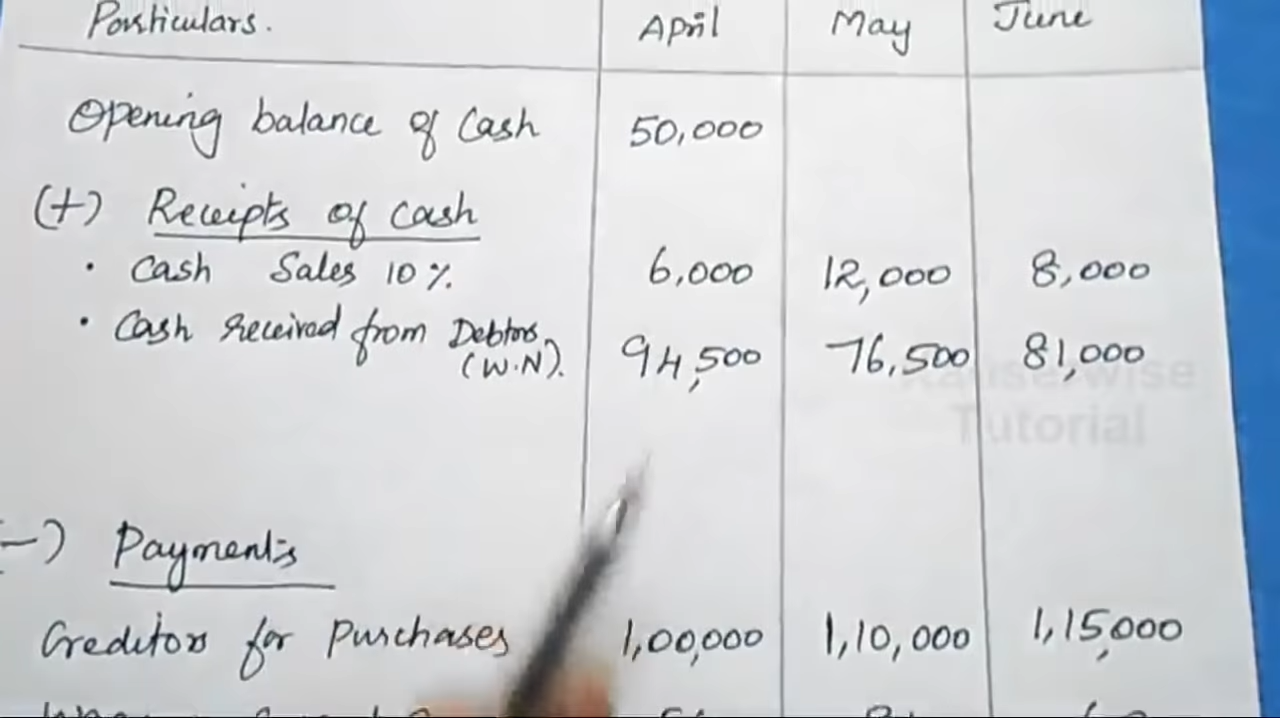 Particulars. April May June
Opening balance of Cash 50,000
(+) Receipts of cash
• Cash Sales 10% 6,000 12,000 8,000
• Cash received from Debtors (W.N). 94,500 76,500 81,000
Tutorial
(-) Payments
Creditors for Purchases 1,00,000 1,10,000 1,15,000